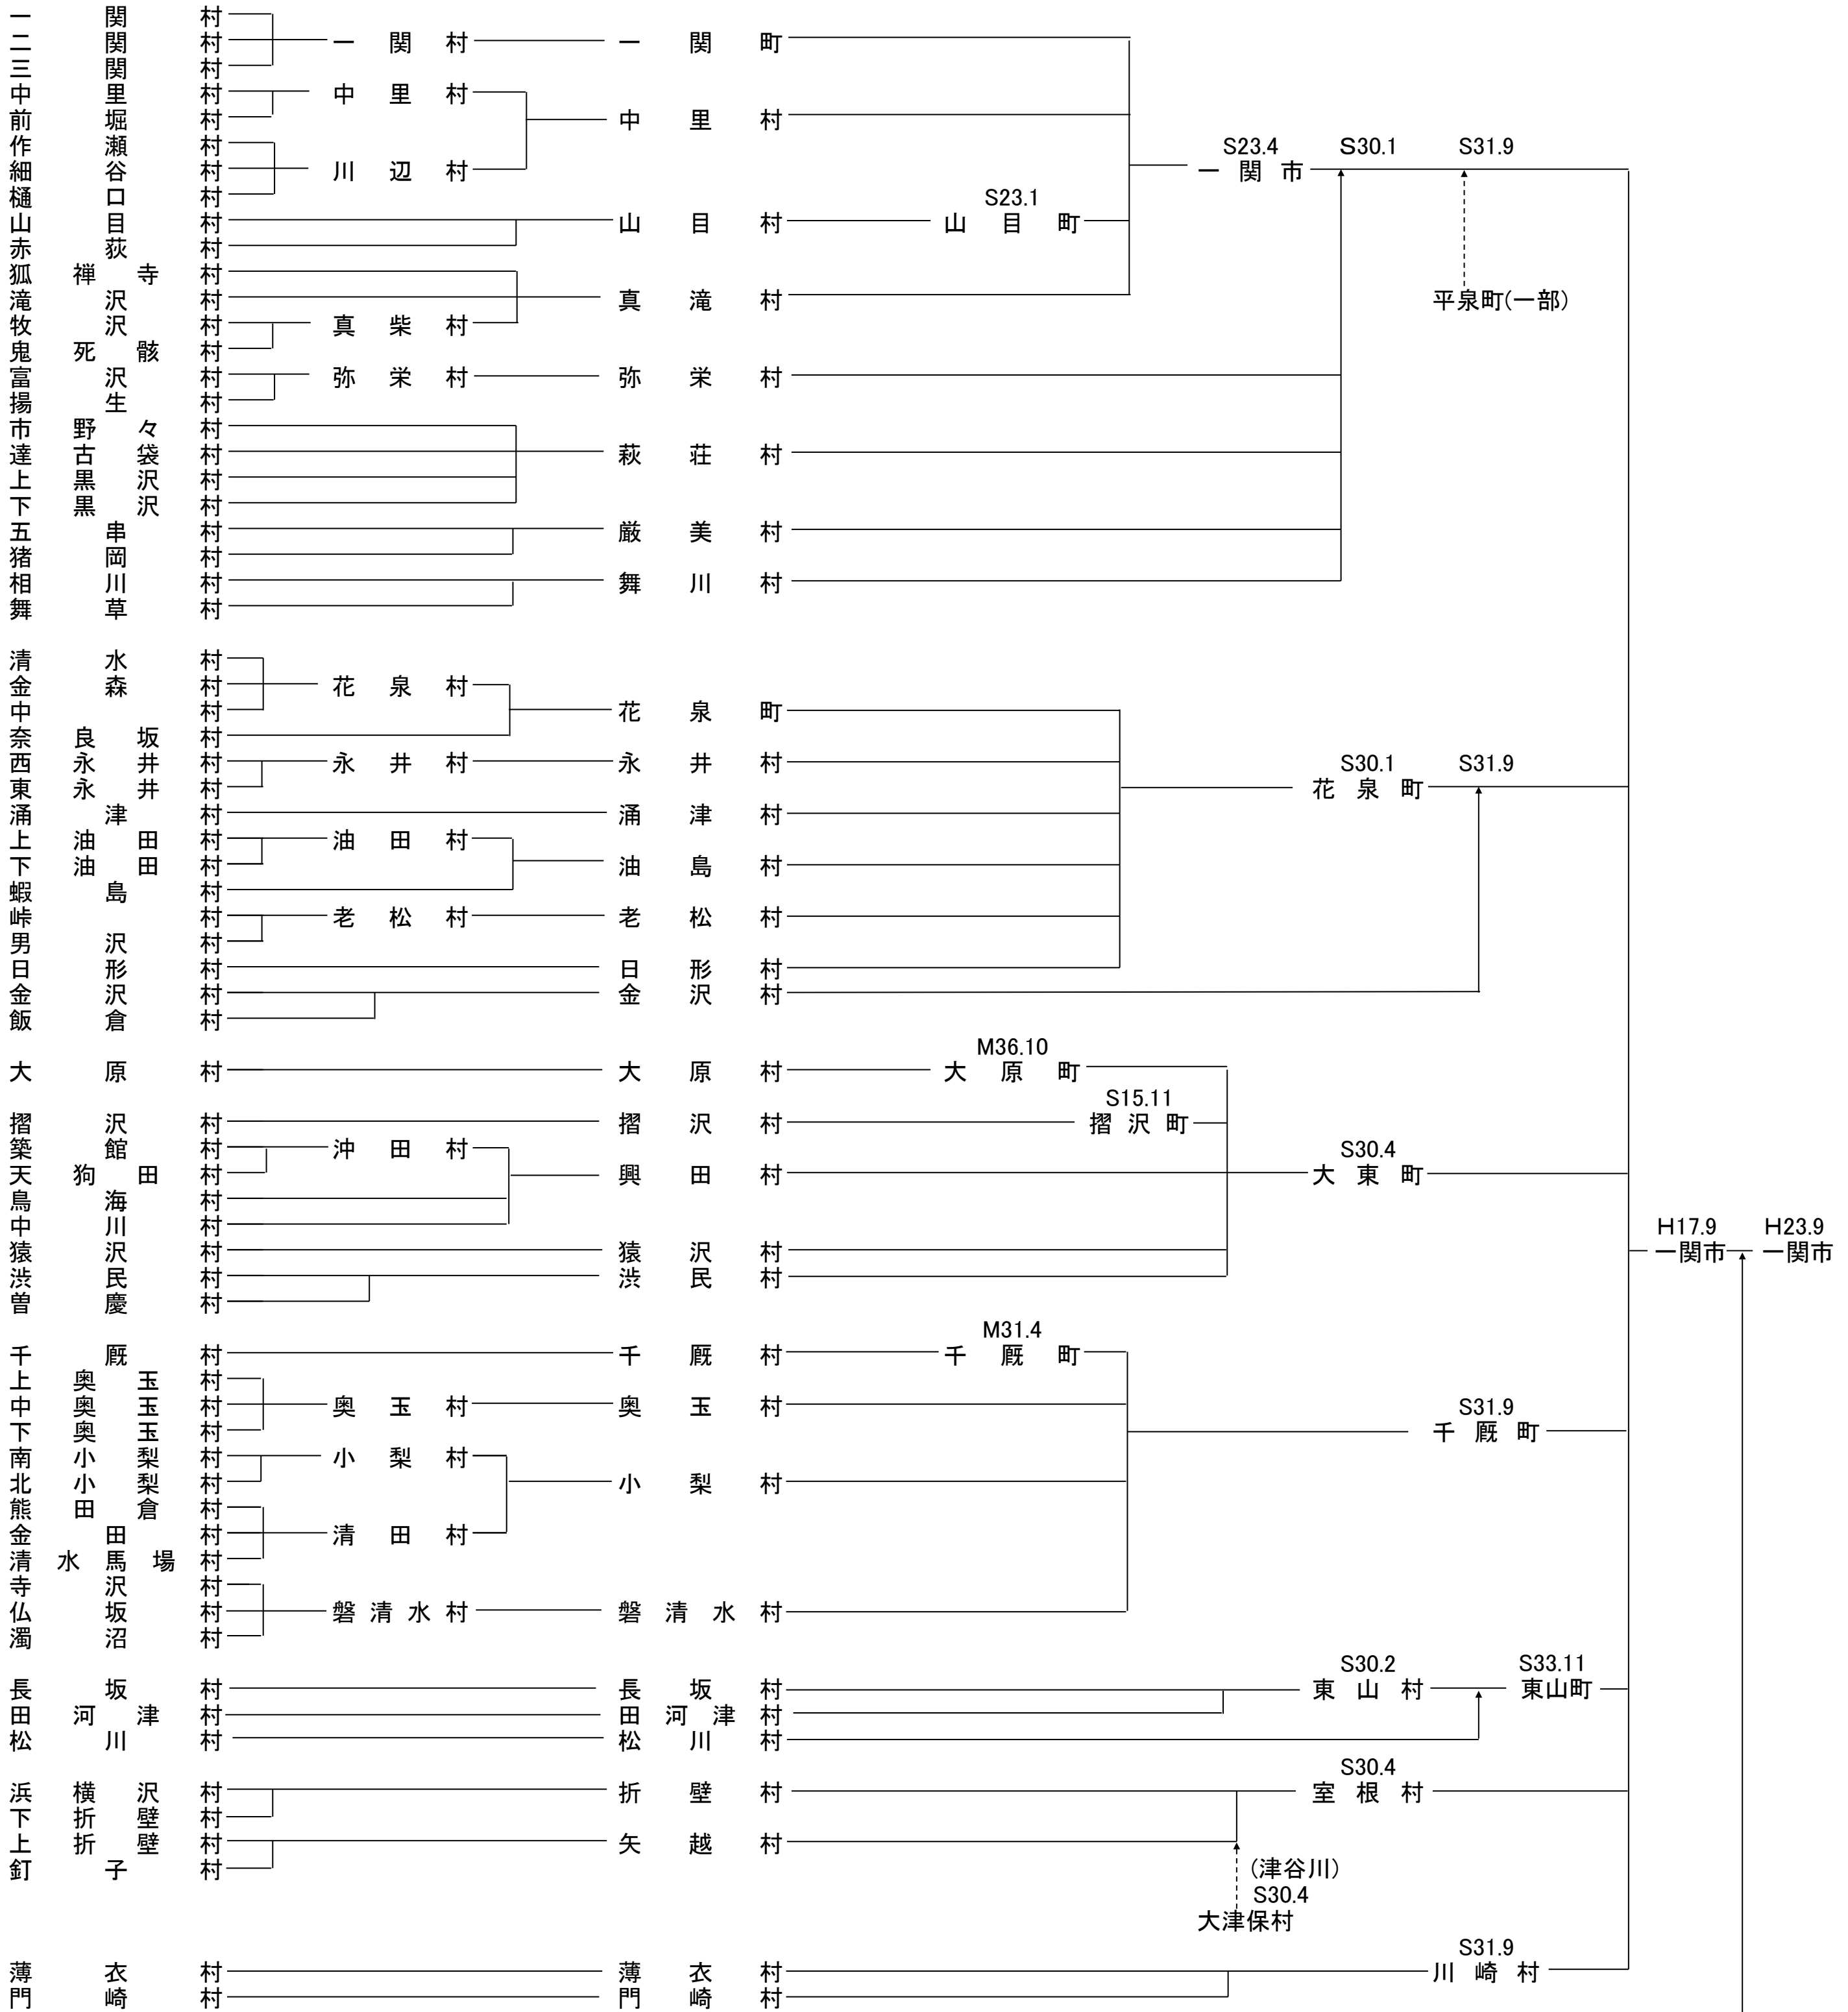 一関村
二関村 一関村 一関町
三関村
中里村 中里村
前堀村 中里村
作瀬村 S23.4 S30.1 S31.9
細谷村 川辺村 一関市
樋口村 S23.1
山目村 山目村 山目町
赤荻村
狐禅寺村
滝沢村 真滝村 平泉町(一部)
牧沢村 真柴村
鬼死骸村
富沢村 弥栄村 弥栄村
揚生村
市野々村
達古袋村 萩荘村
上黒沢村
下黒沢村
五串村 厳美村
猪岡村
相川村 舞川村
舞草村
清水村
金森村 花泉村
中村 花泉町
奈良坂村
西永井村 永井村 永井村 S30.1 S31.9
東永井村 花泉町
涌津村 涌津村
上油田村 油田村
下油田村 油島村
蝦島村
峠村 老松村 老松村
男沢村
日形村 日形村
金沢村 金沢村
飯倉村
M36.10
大原村 大原村 大原町
S15.11
摺沢村 摺沢村 摺沢町
築館村 沖田村 S30.4
天狗田村 興田村 大東町
鳥海村
中川村 H17.9 H23.9
猿沢村 猿沢村 一関市 一関市
渋民村 渋民村
曽慶村
M31.4
千厩村 千厩村 千厩町
上奥玉村
中奥玉村 奥玉村 奥玉村 S31.9
下奥玉村 千厩町
南小梨村 小梨村
北小梨村 小梨村
熊田倉村
金田村 清田村
清水馬場村
寺沢村
仏坂村 磐清水村 磐清水村
濁沼村
S30.2 S33.11
長坂村 長坂村 東山村 東山町
田河津村 田河津村
松川村 松川村
S30.4
浜横沢村 折壁村 室根村
下折壁村
上折壁村 矢越村
釘子村 (津谷川)
S30.4
大津保村
S31.9
薄衣村 薄衣村 川崎村
門崎村 門崎村